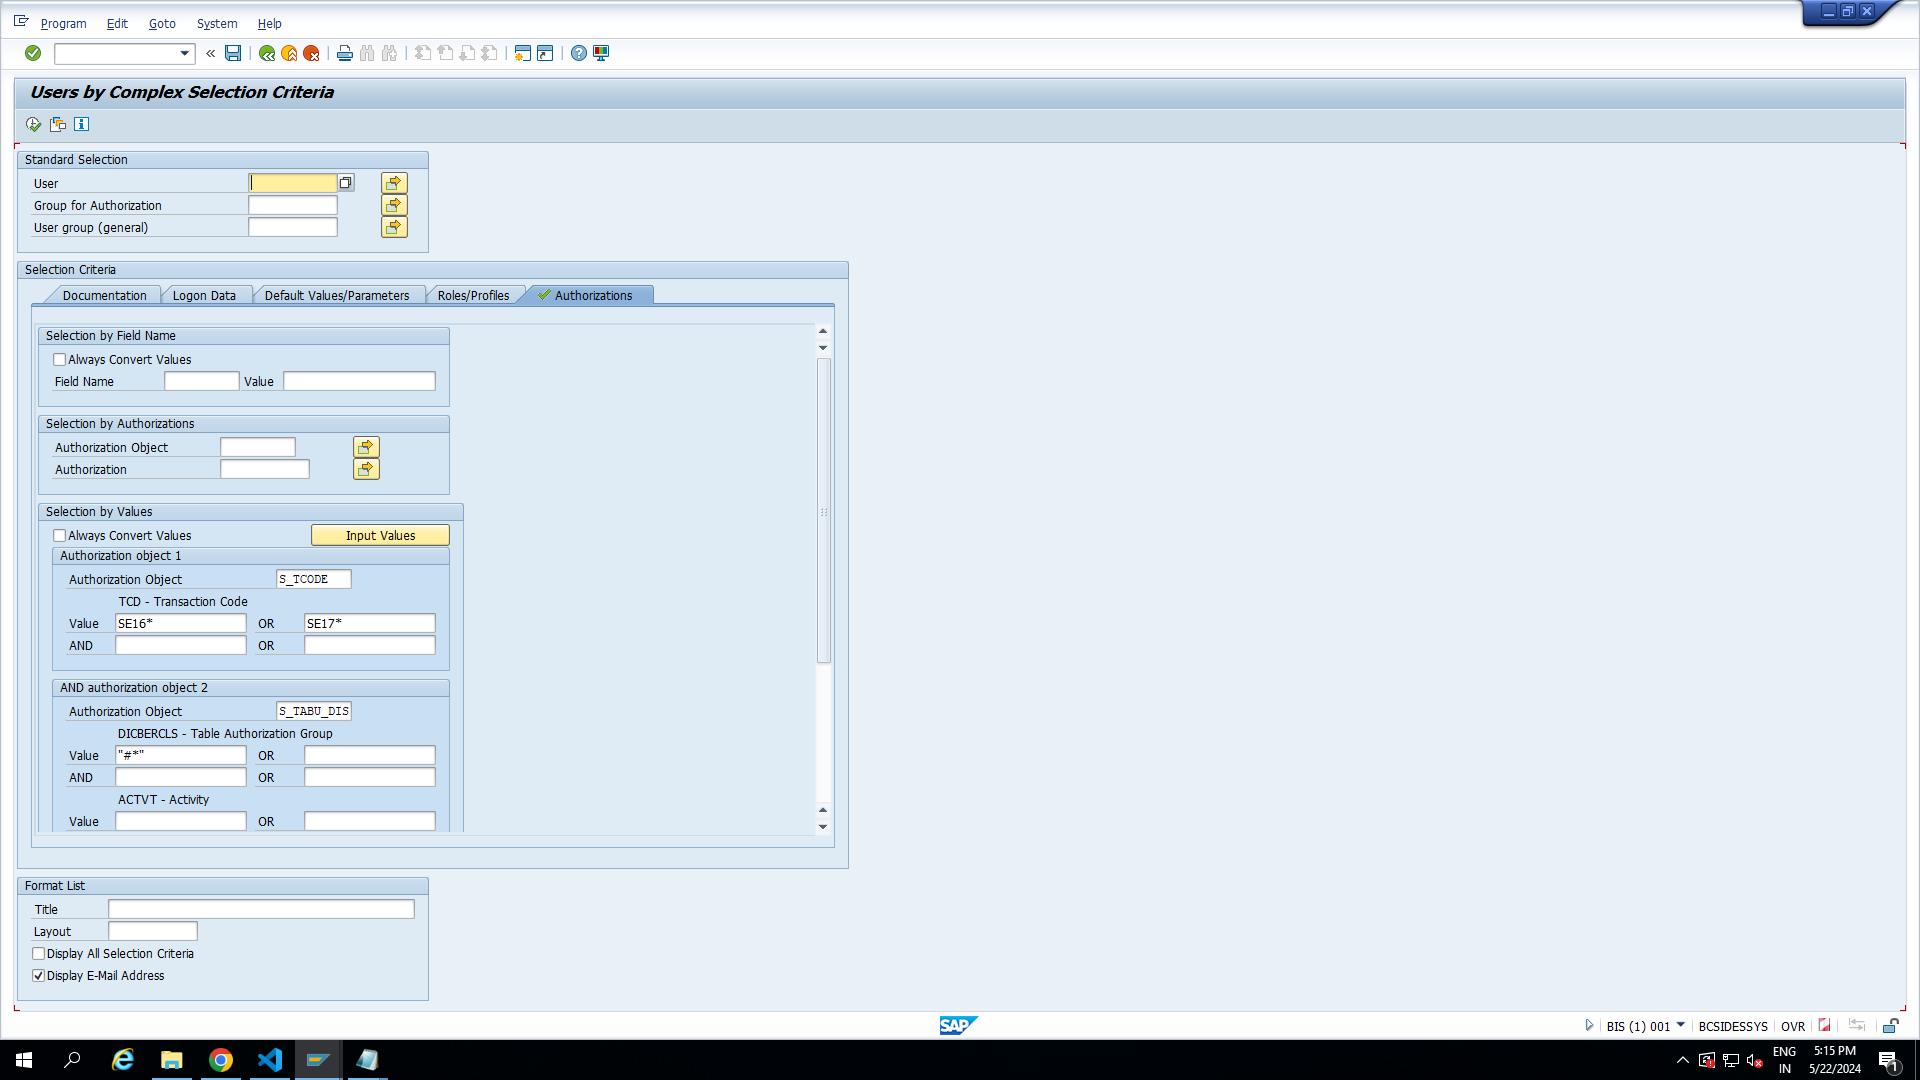 Program Edit Goto System Help
Users by Complex Selection Criteria
Standard Selection
User
Group for Authorization
User group (general)
Selection Criteria
Documentation Logon Data Default Values/Parameters Roles/Profiles Authorizations
Selection by Field Name
Always Convert Values
Field Name Value
Selection by Authorizations
Authorization Object
Authorization
Selection by Values
Always Convert Values Input Values
Authorization object 1
Authorization Object S_TCODE
TCD - Transaction Code
Value SE16* OR SE17*
AND OR
AND authorization object 2
Authorization Object S_TABU_DIS
DICBERCLS - Table Authorization Group
Value "#*" OR
AND OR
ACTVT - Activity
Value OR
Format List
Title
Layout
Display All Selection Criteria
Display E-Mail Address
SAP BIS (1) 001 BCSIDESSYS OVR
ENG 5:15 PM
IN 5/22/2024 1